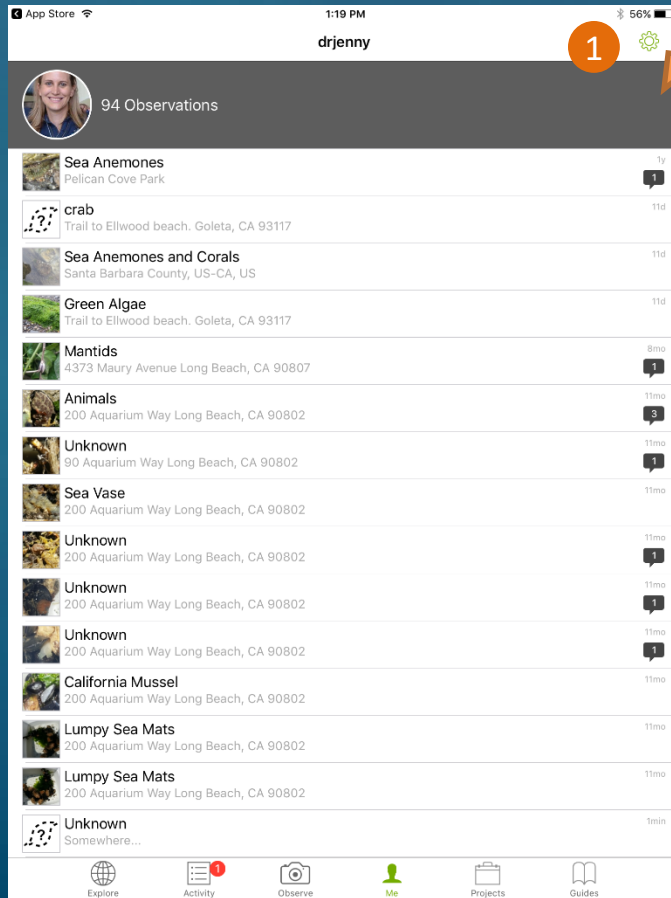 App Store
1:19 PM
56%
drjenny
1
94 Observations
Sea Anemones
1y
Pelican Cove Park
1
crab
11d
Trail to Ellwood beach. Goleta, CA 93117
Sea Anemones and Corals
11d
Santa Barbara County, US-CA, US
Green Algae
11d
Trail to Ellwood beach. Goleta, CA 93117
Mantids
8mo
4373 Maury Avenue Long Beach, CA 90807
1
Animals
11mo
200 Aquarium Way Long Beach, CA 90802
3
Unknown
11mo
90 Aquarium Way Long Beach, CA 90802
1
Sea Vase
11mo
200 Aquarium Way Long Beach, CA 90802
Unknown
11mo
200 Aquarium Way Long Beach, CA 90802
1
Unknown
11mo
200 Aquarium Way Long Beach, CA 90802
1
Unknown
11mo
200 Aquarium Way Long Beach, CA 90802
1
California Mussel
11mo
200 Aquarium Way Long Beach, CA 90802
Lumpy Sea Mats
11mo
200 Aquarium Way Long Beach, CA 90802
Lumpy Sea Mats
11mo
200 Aquarium Way Long Beach, CA 90802
?
Unknown
1min
Somewhere...
1
Explore Activity Observe Me Projects Guides